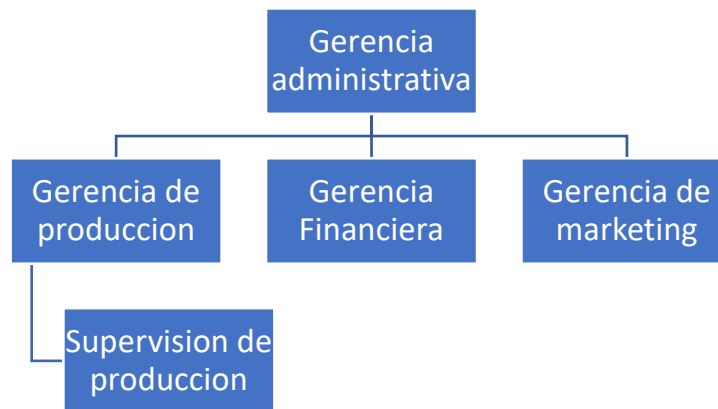 Gerencia
administrativa
Gerencia de
produccion
Gerencia
Financiera
Gerencia de
marketing
Supervision de
produccion